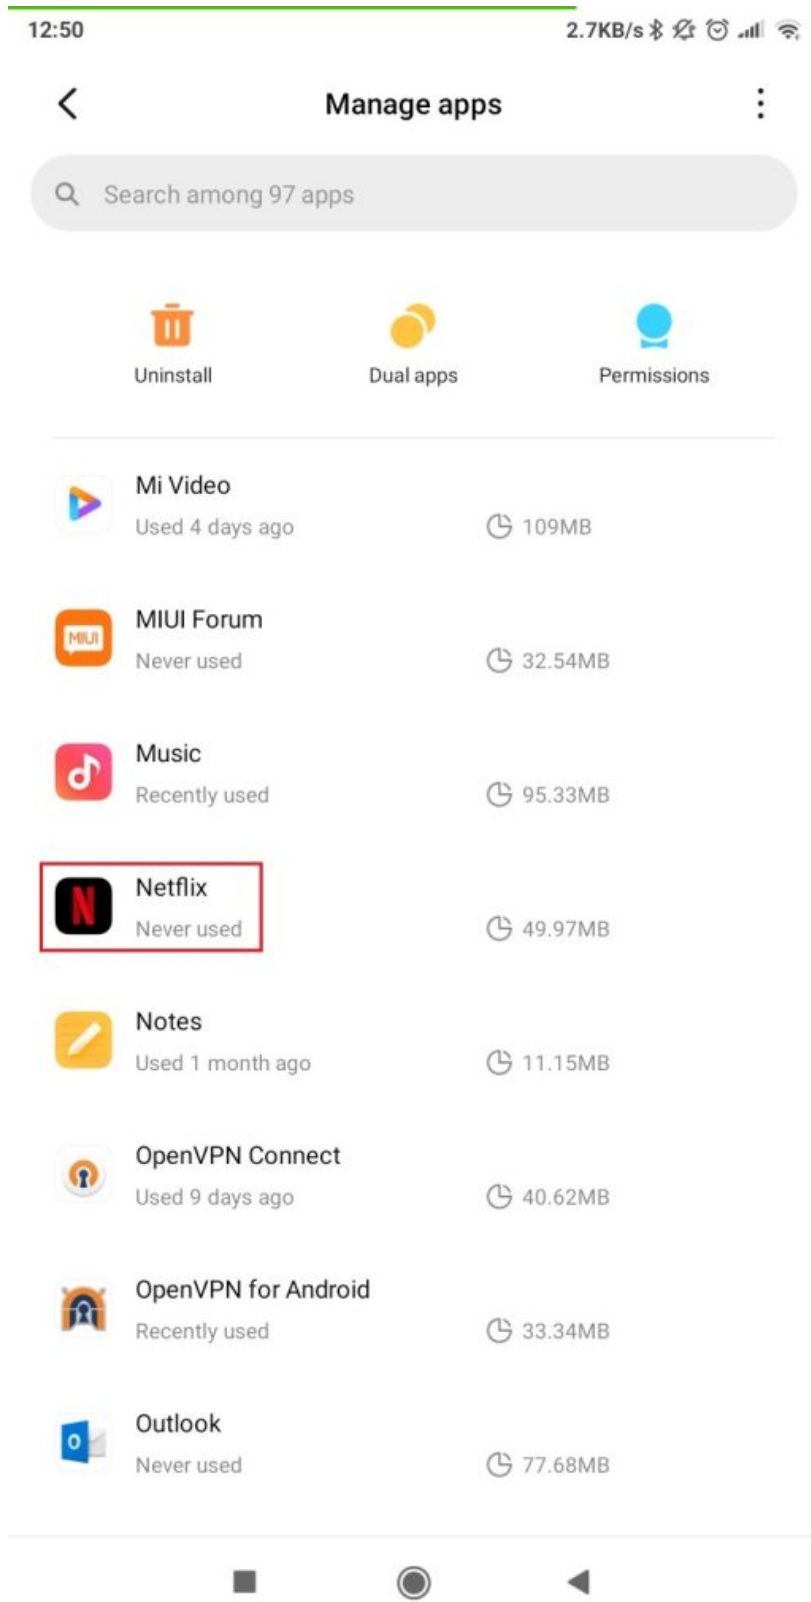 12:50
2.7KB/s
Manage apps
Search among 97 apps
Uninstall
Dual apps
Permissions
Mi Video
Used 4 days ago
109MB
MIUI Forum
MIUI
Never used
32.54MB
Music
Recently used
95.33MB
Netflix
N
Never used
49.97MB
Notes
Used 1 month ago
11.15MB
OpenVPN Connect
Used 9 days ago
40.62MB
OpenVPN for Android
Recently used
33.34MB
Outlook
o
Never used
77.68MB